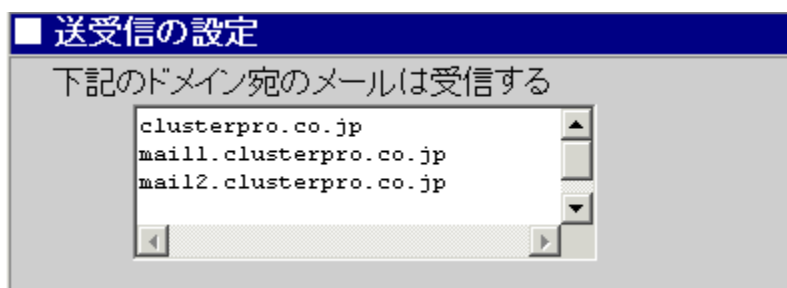 ■ 送受信の設定
下記のドメイン宛のメールは受信する
clusterpro.co.jp
mail1.clusterpro.co.jp
mail2.clusterpro.co.jp